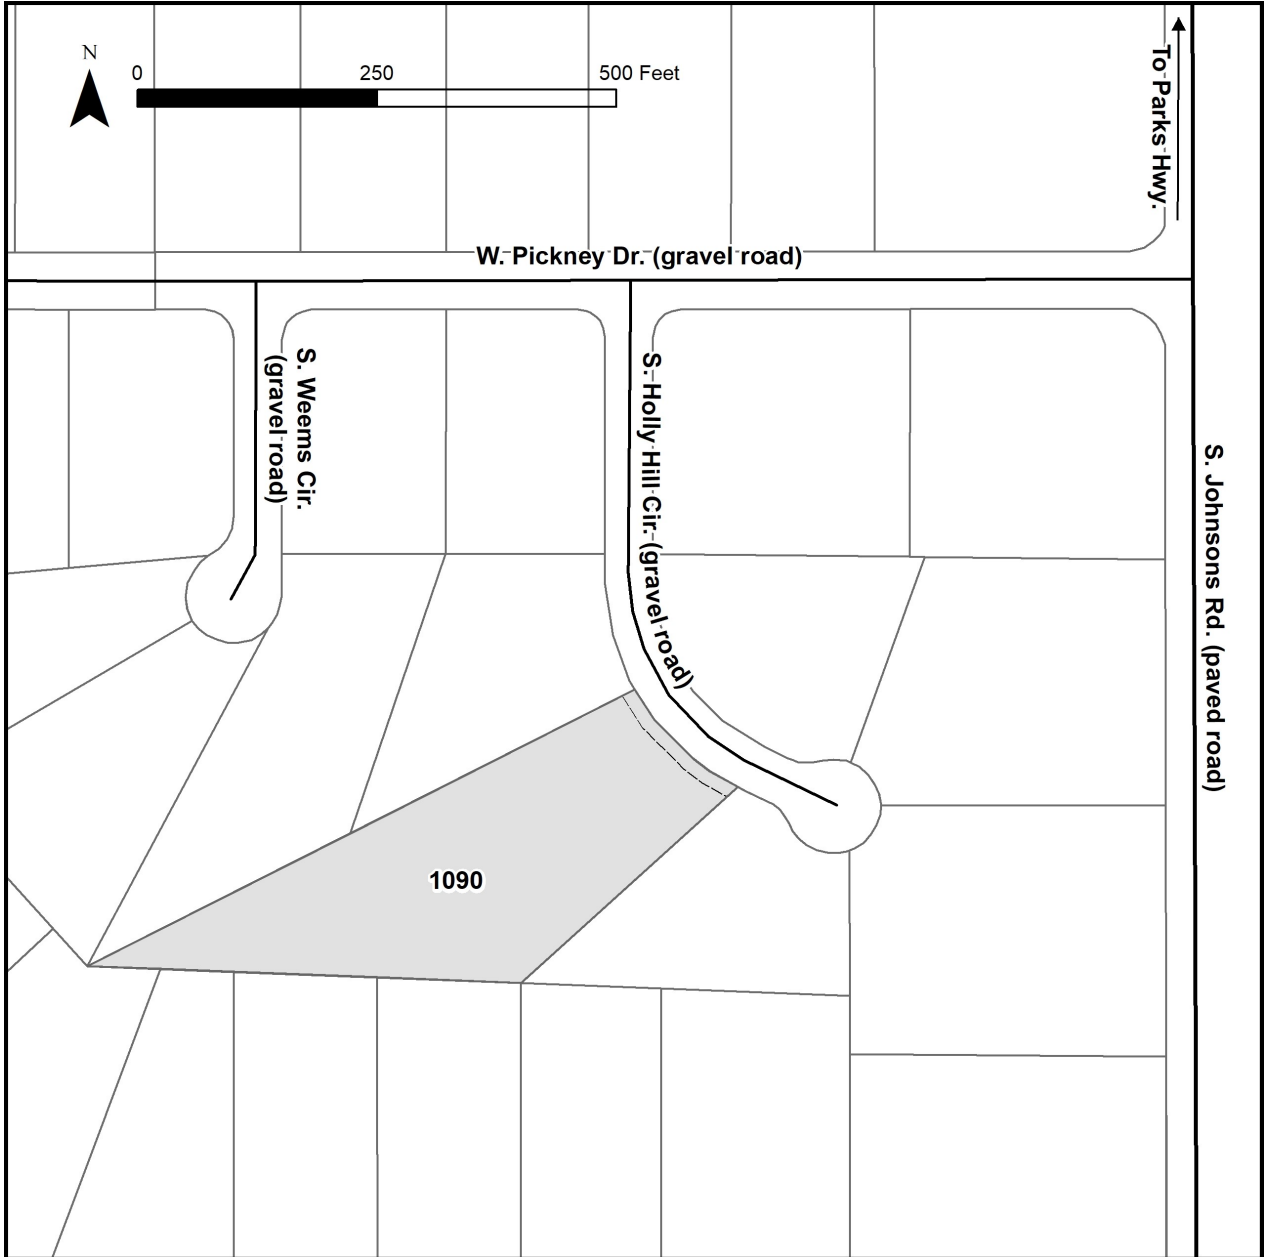 N
0 250 500 Feet
To Parks Hwy.
W. Pickney Dr. (gravel road)
S. Weems Cir.
(gravel road)
S. Holly Hill Cir. (gravel road)
S. Johnsons Rd. (paved road)
1090